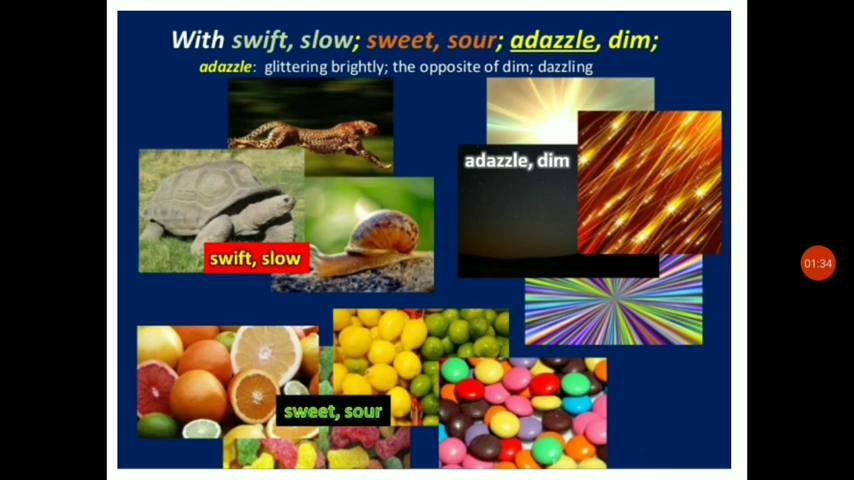 With swift, slow; sweet, sour; adazzle, dim;
adazzle: glittering brightly; the opposite of dim; dazzling
adazzle, dim
swift, slow
01:34
sweet, sour